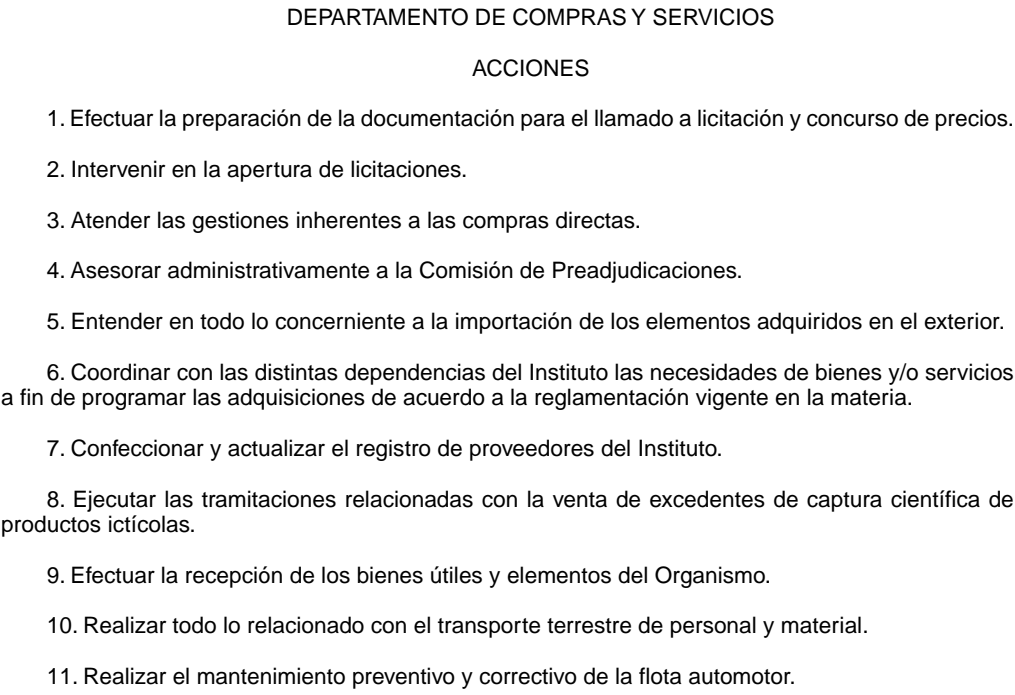 DEPARTAMENTO DE COMPRAS Y SERVICIOS
ACCIONES
1. Efectuar la preparación de la documentación para el llamado a licitación y concurso de precios.
2. Intervenir en la apertura de licitaciones.
3. Atender las gestiones inherentes a las compras directas.
4. Asesorar administrativamente a la Comisión de Preadjudicaciones.
5. Entender en todo lo concerniente a la importación de los elementos adquiridos en el exterior.
6. Coordinar con las distintas dependencias del Instituto las necesidades de bienes y/o servicios
a fin de programar las adquisiciones de acuerdo a la reglamentación vigente en la materia.
7. Confeccionar y actualizar el registro de proveedores del Instituto.
8. Ejecutar las tramitaciones relacionadas con la venta de excedentes de captura científica de
productos ictícolas.
9. Efectuar la recepción de los bienes útiles y elementos del Organismo.
10. Realizar todo lo relacionado con el transporte terrestre de personal y material.
11. Realizar el mantenimiento preventivo y correctivo de la flota automotor.